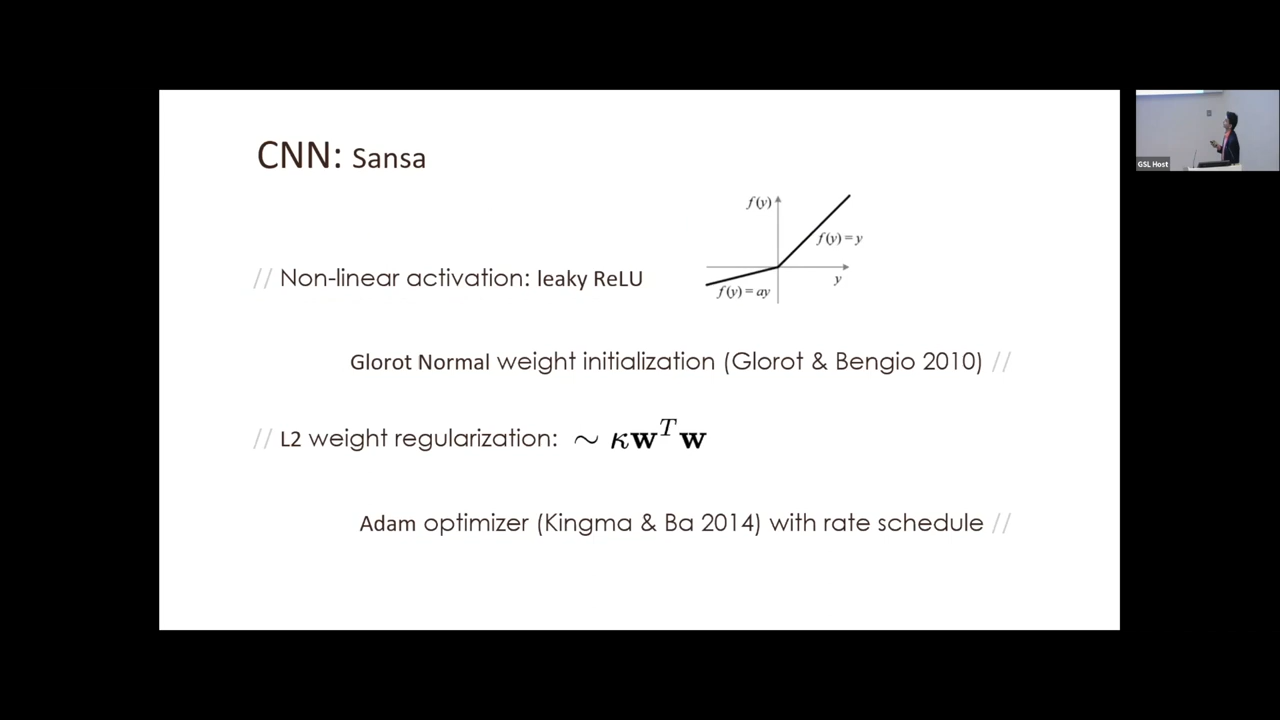 CNN: Sansa
f(y)
f(y) = y
// Non-linear activation: leaky ReLU
y
f(y) = ay
Glorot Normal weight initialization (Glorot & Bengio 2010) //
// L2 weight regularization: ∼ κw^T w
Adam optimizer (Kingma & Ba 2014) with rate schedule //
GSL Host